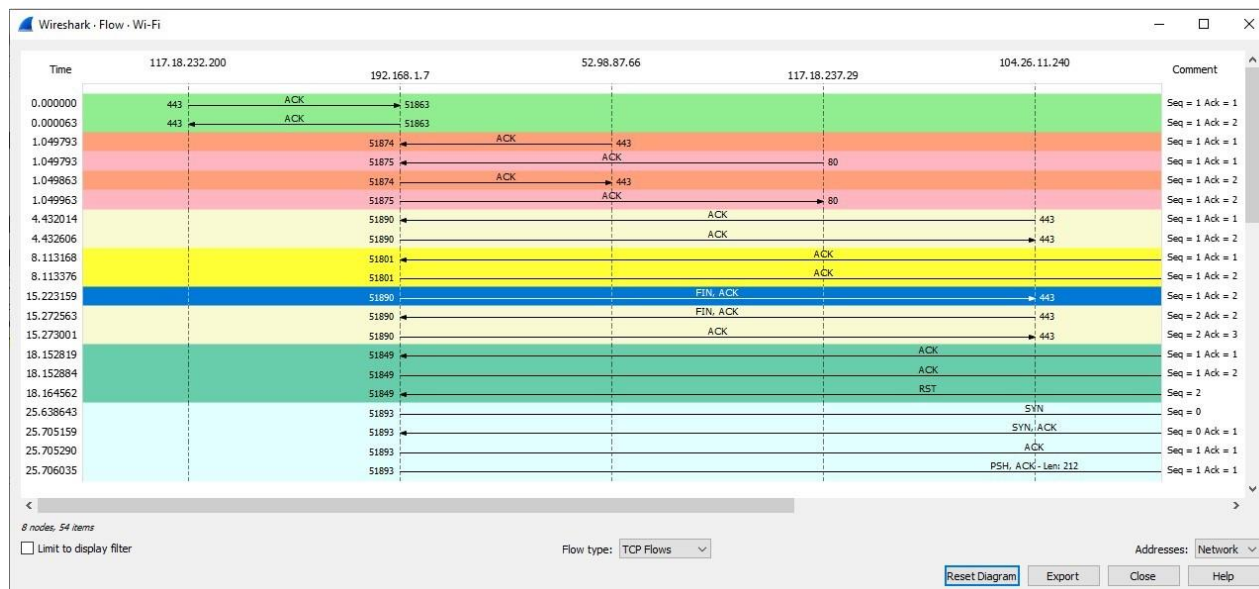 Wireshark · Flow · Wi-Fi
Time 117.18.232.200 192.168.1.7 52.98.87.66 117.18.237.29 104.26.11.240 Comment
0.000000 443 ACK 51863 Seq = 1 Ack = 1
0.000063 443 ACK 51863 Seq = 1 Ack = 2
1.049793 51874 ACK 443 Seq = 1 Ack = 1
1.049793 51875 ACK 80 Seq = 1 Ack = 1
1.049863 51874 ACK 443 Seq = 1 Ack = 2
1.049963 51875 ACK 80 Seq = 1 Ack = 2
4.432014 51890 ACK 443 Seq = 1 Ack = 1
4.432606 51890 ACK 443 Seq = 1 Ack = 2
8.113168 51801 ACK Seq = 1 Ack = 1
8.113376 51801 ACK Seq = 1 Ack = 2
15.223159 51890 FIN, ACK 443 Seq = 1 Ack = 2
15.272563 51890 FIN, ACK 443 Seq = 2 Ack = 2
15.273001 51890 ACK 443 Seq = 2 Ack = 3
18.152819 51849 ACK Seq = 1 Ack = 1
18.152884 51849 ACK Seq = 1 Ack = 2
18.164562 51849 RST Seq = 2
25.638643 51893 SYN Seq = 0
25.705159 51893 SYN, ACK Seq = 0 Ack = 1
25.705290 51893 ACK Seq = 1 Ack = 1
25.706035 51893 PSH, ACK - Len: 212 Seq = 1 Ack = 1
8 nodes, 54 items
Limit to display filter Flow type: TCP Flows Addresses: Network
Reset Diagram Export Close Help